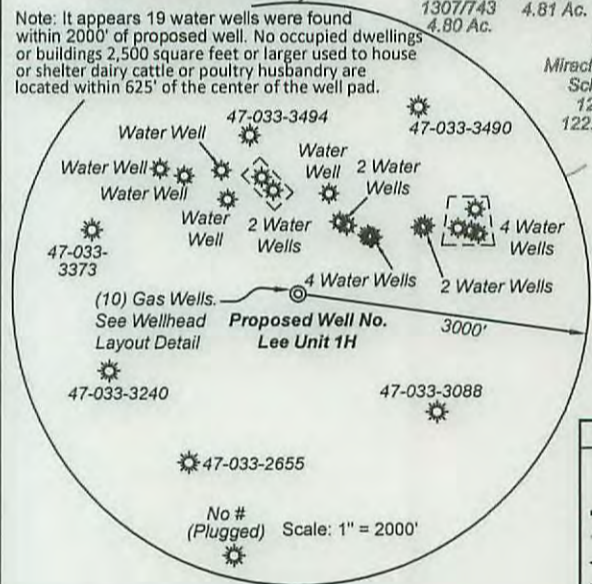 Note: It appears 19 water wells were found
within 2000' of proposed well. No occupied dwellings
or buildings 2,500 square feet or larger used to house
or shelter dairy cattle or poultry husbandry are
located within 625' of the center of the well pad.
1307/743
4.80 Ac.
4.81 Ac.
12
122.
47-033-3494
47-033-3490
Water Well
Water Well
Water Well
Water
Well
2 Water
Wells
Water
Well
2 Water
Wells
4 Water Wells
2 Water Wells
4 Water
Wells
47-033-
3373
(10) Gas Wells.
See Wellhead
Layout Detail
Proposed Well No.
Lee Unit 1H
3000'
47-033-3240
47-033-3088
47-033-2655
No #
(Plugged)
Scale: 1" = 2000'